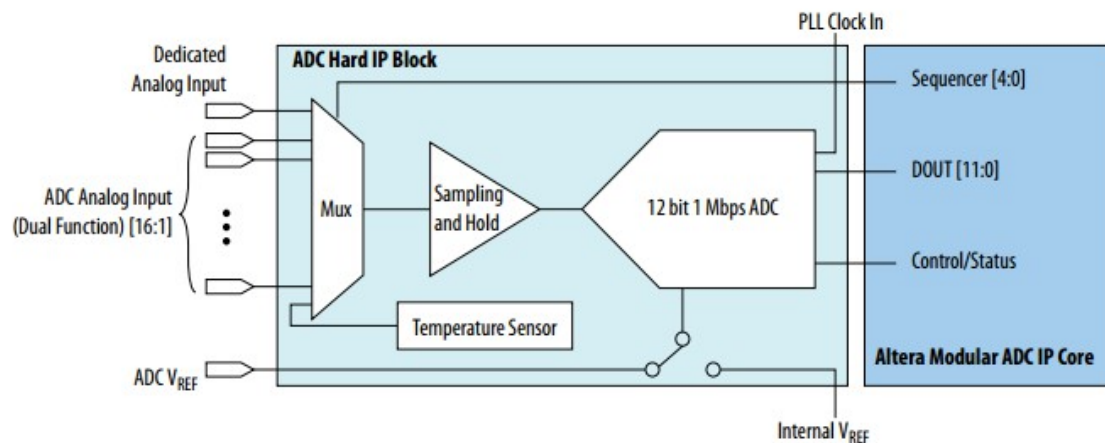 PLL Clock In
Dedicated
Analog Input
ADC Hard IP Block
Sequencer [4:0]
ADC Analog Input
(Dual Function) [16:1]
Mux
Sampling
and Hold
12 bit 1 Mbps ADC
DOUT [11:0]
Control/Status
Temperature Sensor
Altera Modular ADC IP Core
ADC VREF
Internal VREF